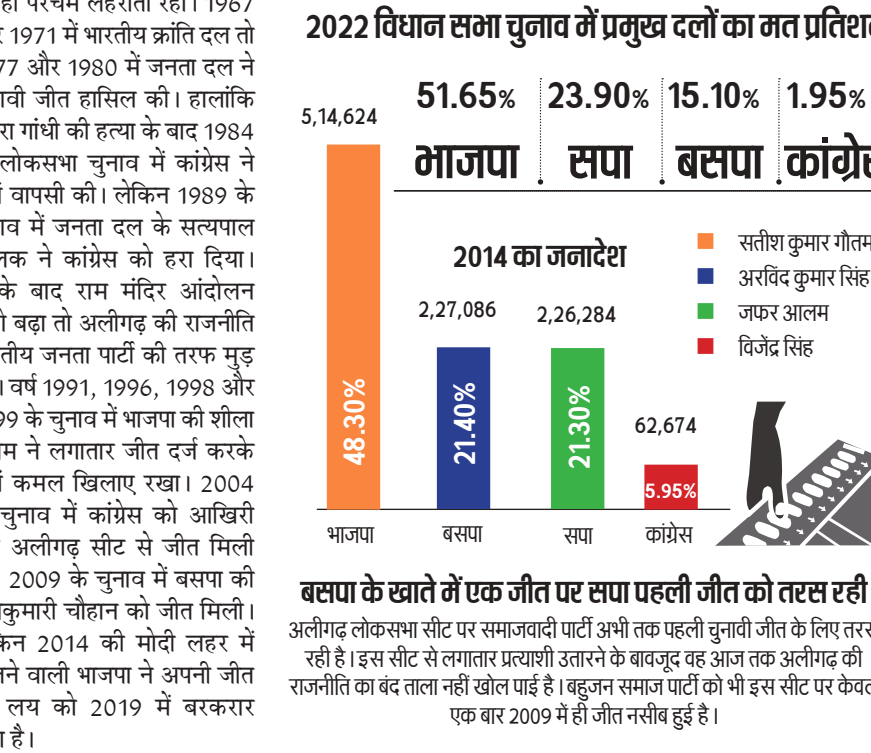 परचम लहराता रहा। 1967
1971 में भारतीय क्रांति दल तो
77 और 1980 में जनता दल ने
जीत हासिल की। हालांकि
गांधी की हत्या के बाद 1984
लोकसभा चुनाव में कांग्रेस ने
वापसी की। लेकिन 1989 के
में जनता दल के सत्यपाल
ने कांग्रेस को हरा दिया।
के बाद राम मंदिर आंदोलन
बढ़ा तो अलीगढ़ की राजनीति
जनता पार्टी की तरफ मुड़
। वर्ष 1991, 1996, 1998 और
99 के चुनाव में भाजपा की शीला
ने लगातार जीत दर्ज करके
कमल खिलाए रखा। 2004
चुनाव में कांग्रेस को आखिरी
अलीगढ़ सीट से जीत मिली
2009 के चुनाव में बसपा की
चौहान को जीत मिली।
2014 की मोदी लहर में
वाली भाजपा ने अपनी जीत
लय को 2019 में बरकरार
है।
2022 विधान सभा चुनाव में प्रमुख दलों का मत
51.65% 23.90% 15.10% 1.95%
भाजपा सपा बसपा कांग्रेस
2014 का जनादेश
सतीश कुमार गौतम
अरविंद कुमार सिंह
जफर आलम
विजेंद्र सिंह
5,14,624 2,27,086 2,26,284 62,674
48.30% 21.40% 21.30% 5.95%
भाजपा बसपा सपा कांग्रेस
बसपा के खाते में एक जीत पर सपा पहली जीत को तरस रही
अलीगढ़ लोकसभा सीट पर समाजवादी पार्टी अभी तक पहली चुनावी जीत के लिए तरस
रही है। इस सीट से लगातार प्रत्याशी उतारने के बावजूद वह आज तक अलीगढ़ की
राजनीति का बंद ताला नहीं खोल पाई है। बहुजन समाज पार्टी को भी इस सीट पर केवल
एक बार 2009 में ही जीत नसीब हुई है।